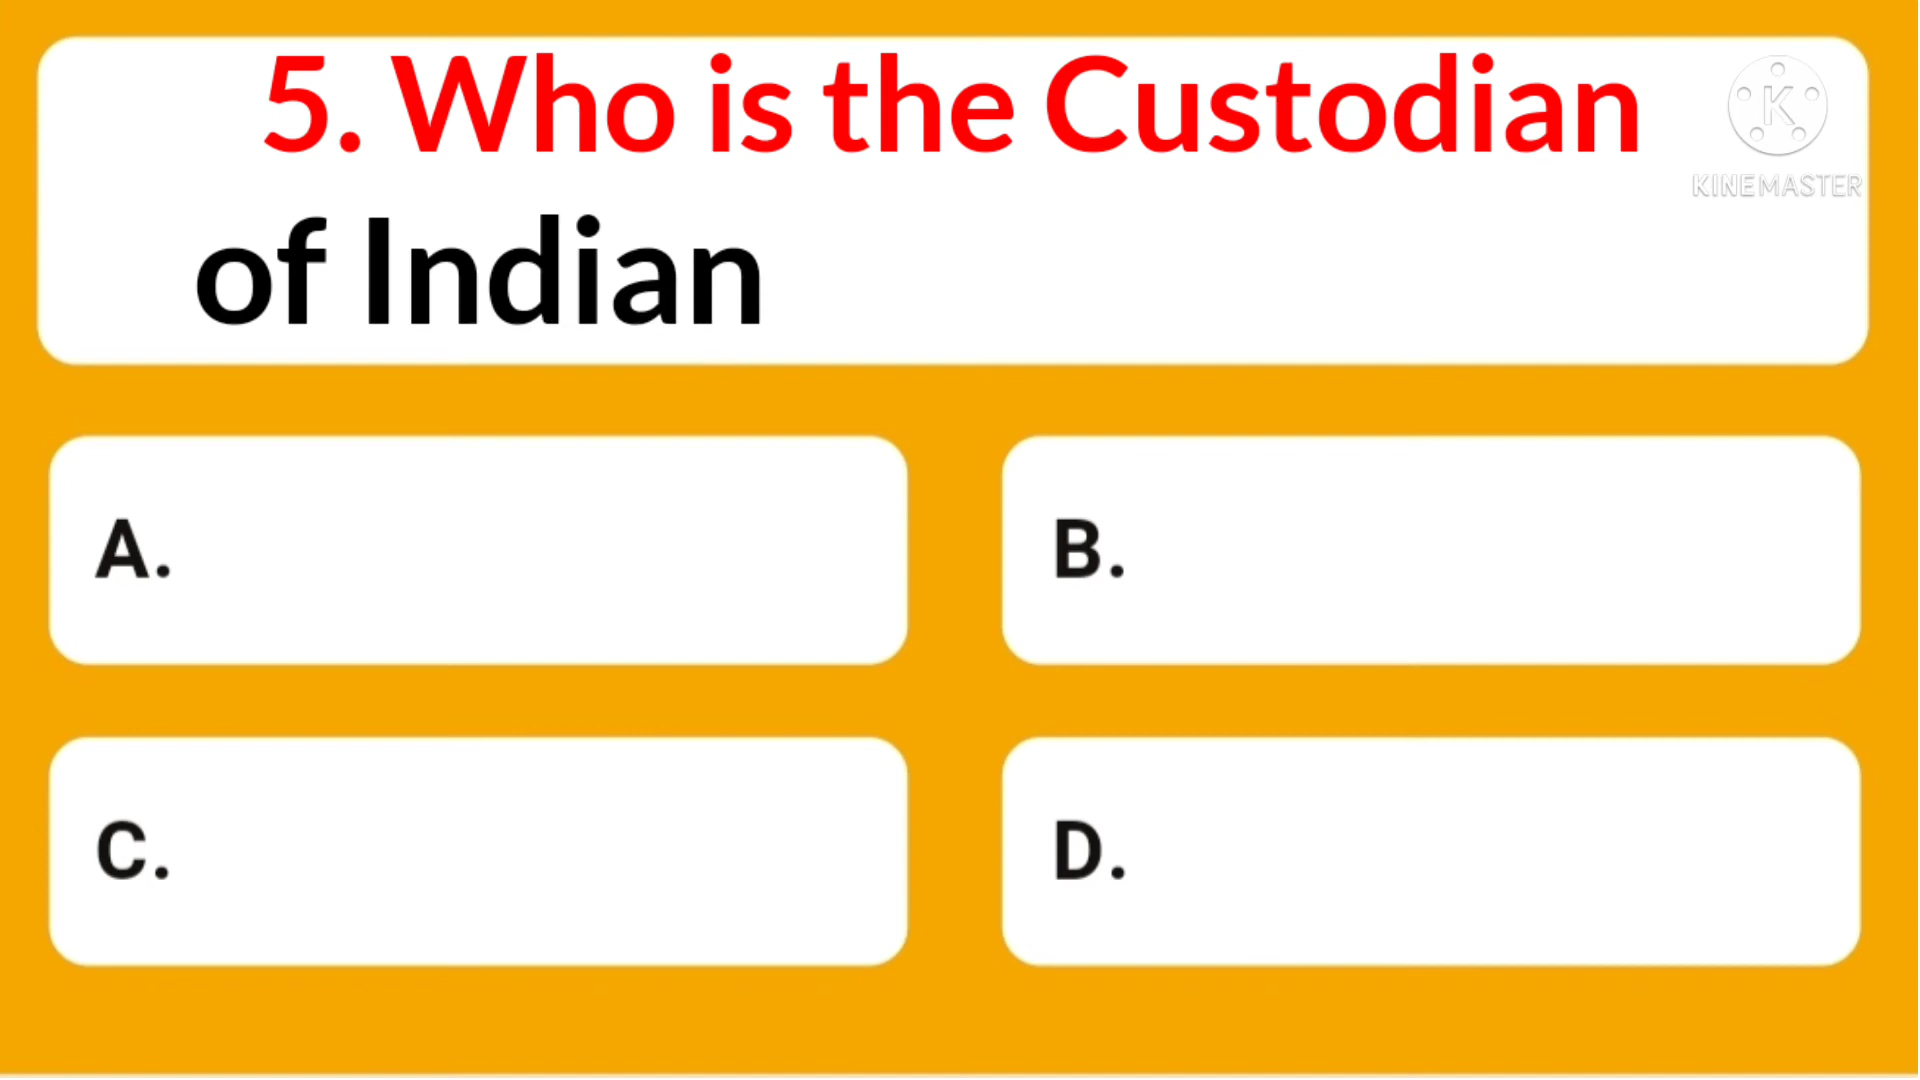 5. Who is the Custodian
of Indian
KINEMASTER
A.
B.
C.
D.